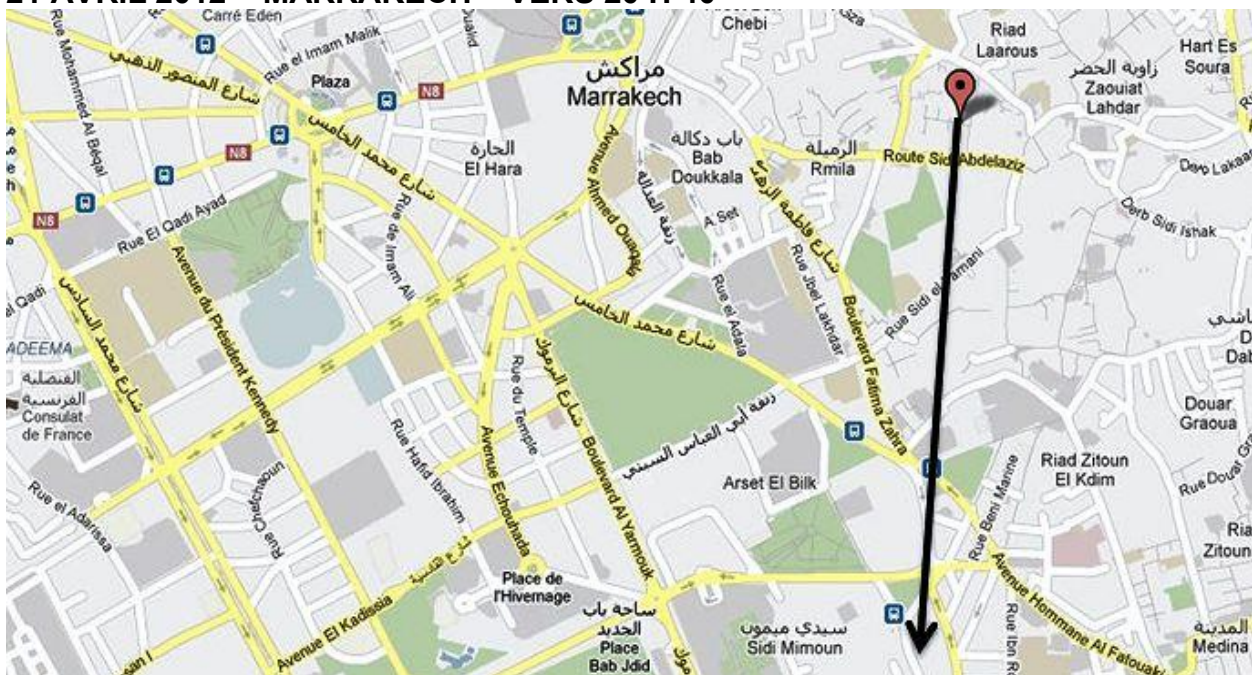 Carré Eden
Rue Mohammed Al Béqal
شارع المنصور الذهبي
Rue el Imam Malik
Plaza
N8
مراكش
Marrakech
Chebi
Riad
Laarous
Hart Es
Soura
زاوية الحضر
Zaouiat
Lahdar
الحارة
El Hara
شارع محمد الخامس
N8
N8
Avenue Ahmed Ouaqala
باب دكالة
Bab
Doukkala
زنقة العدالة
A. Set
الرميلة
Rmila
Route Sidi Abdelaziz
Derb Lakaa
Derb Sidi Ishak
شارع فاطمة الزهراء
Rue Jbel Lakhdar
Boulevard Fatima Zahra
Rue Sidi el Yamani
Rue El Qadi Ayad
Rue de Imam Ali
Avenue du Président Kennedy
el Qadi
شارع محمد السادس
ADEEMA
القنصلية
الفرنسية
Consulat
de France
شارع محمد الخامس
Rue el Adala
شارع اليرموك
Boulevard Al Yarmouk
Rue du Temple
Avenue Echouhada
Rue Hafid Ibrahim
زنقة أبي العباس السبتي
Arset El Bilk
Douar
Graoua
Rue Douar Gr
Riad Zitoun
El Kdim
Rue Beni Marine
Ria
Zitoun
Rue el Adarissa
Rue Chefchaoun
شارع القادسية
Avenue El Kadissia
Place de
l'Hivernage
ساحة باب
الجديد
Place
Bab Jdid
سيدي ميمون
Sidi Mimoun
Avenue Hommane Al Fatouaki
Rue Ibn R
المدينة
Medina